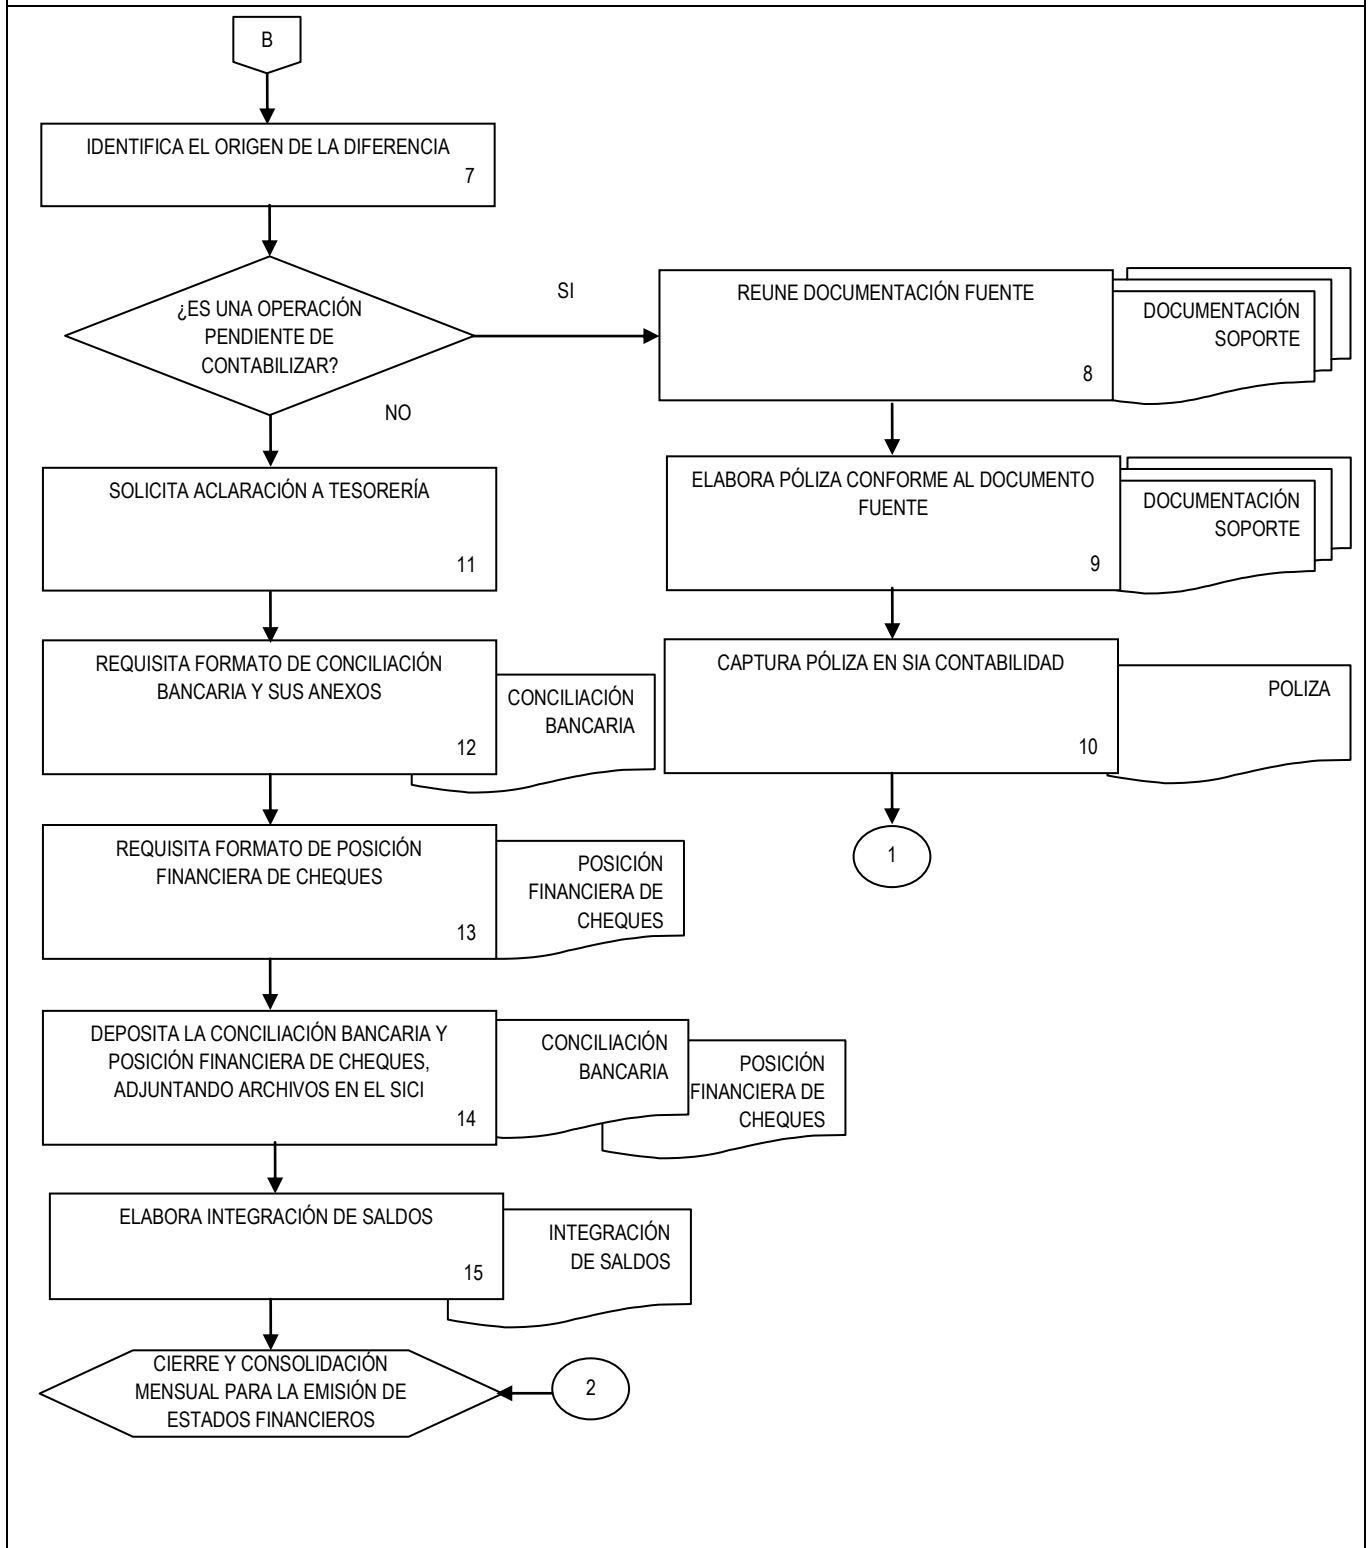 B
IDENTIFICA EL ORIGEN DE LA DIFERENCIA
7
¿ES UNA OPERACIÓN
PENDIENTE DE
CONTABILIZAR?
SI
NO
REUNE DOCUMENTACIÓN FUENTE
8
DOCUMENTACIÓN
SOPORTE
ELABORA PÓLIZA CONFORME AL DOCUMENTO
FUENTE
9
DOCUMENTACIÓN
SOPORTE
CAPTURA PÓLIZA EN SIA CONTABILIDAD
10
POLIZA
1
SOLICITA ACLARACIÓN A TESORERÍA
11
REQUISITA FORMATO DE CONCILIACIÓN
BANCARIA Y SUS ANEXOS
12
CONCILIACIÓN
BANCARIA
REQUISITA FORMATO DE POSICIÓN
FINANCIERA DE CHEQUES
13
POSICIÓN
FINANCIERA DE
CHEQUES
DEPOSITA LA CONCILIACIÓN BANCARIA Y
POSICIÓN FINANCIERA DE CHEQUES,
ADJUNTANDO ARCHIVOS EN EL SICI
14
CONCILIACIÓN
BANCARIA
POSICIÓN
FINANCIERA DE
CHEQUES
ELABORA INTEGRACIÓN DE SALDOS
15
INTEGRACIÓN
DE SALDOS
CIERRE Y CONSOLIDACIÓN
MENSUAL PARA LA EMISIÓN DE
ESTADOS FINANCIEROS
2